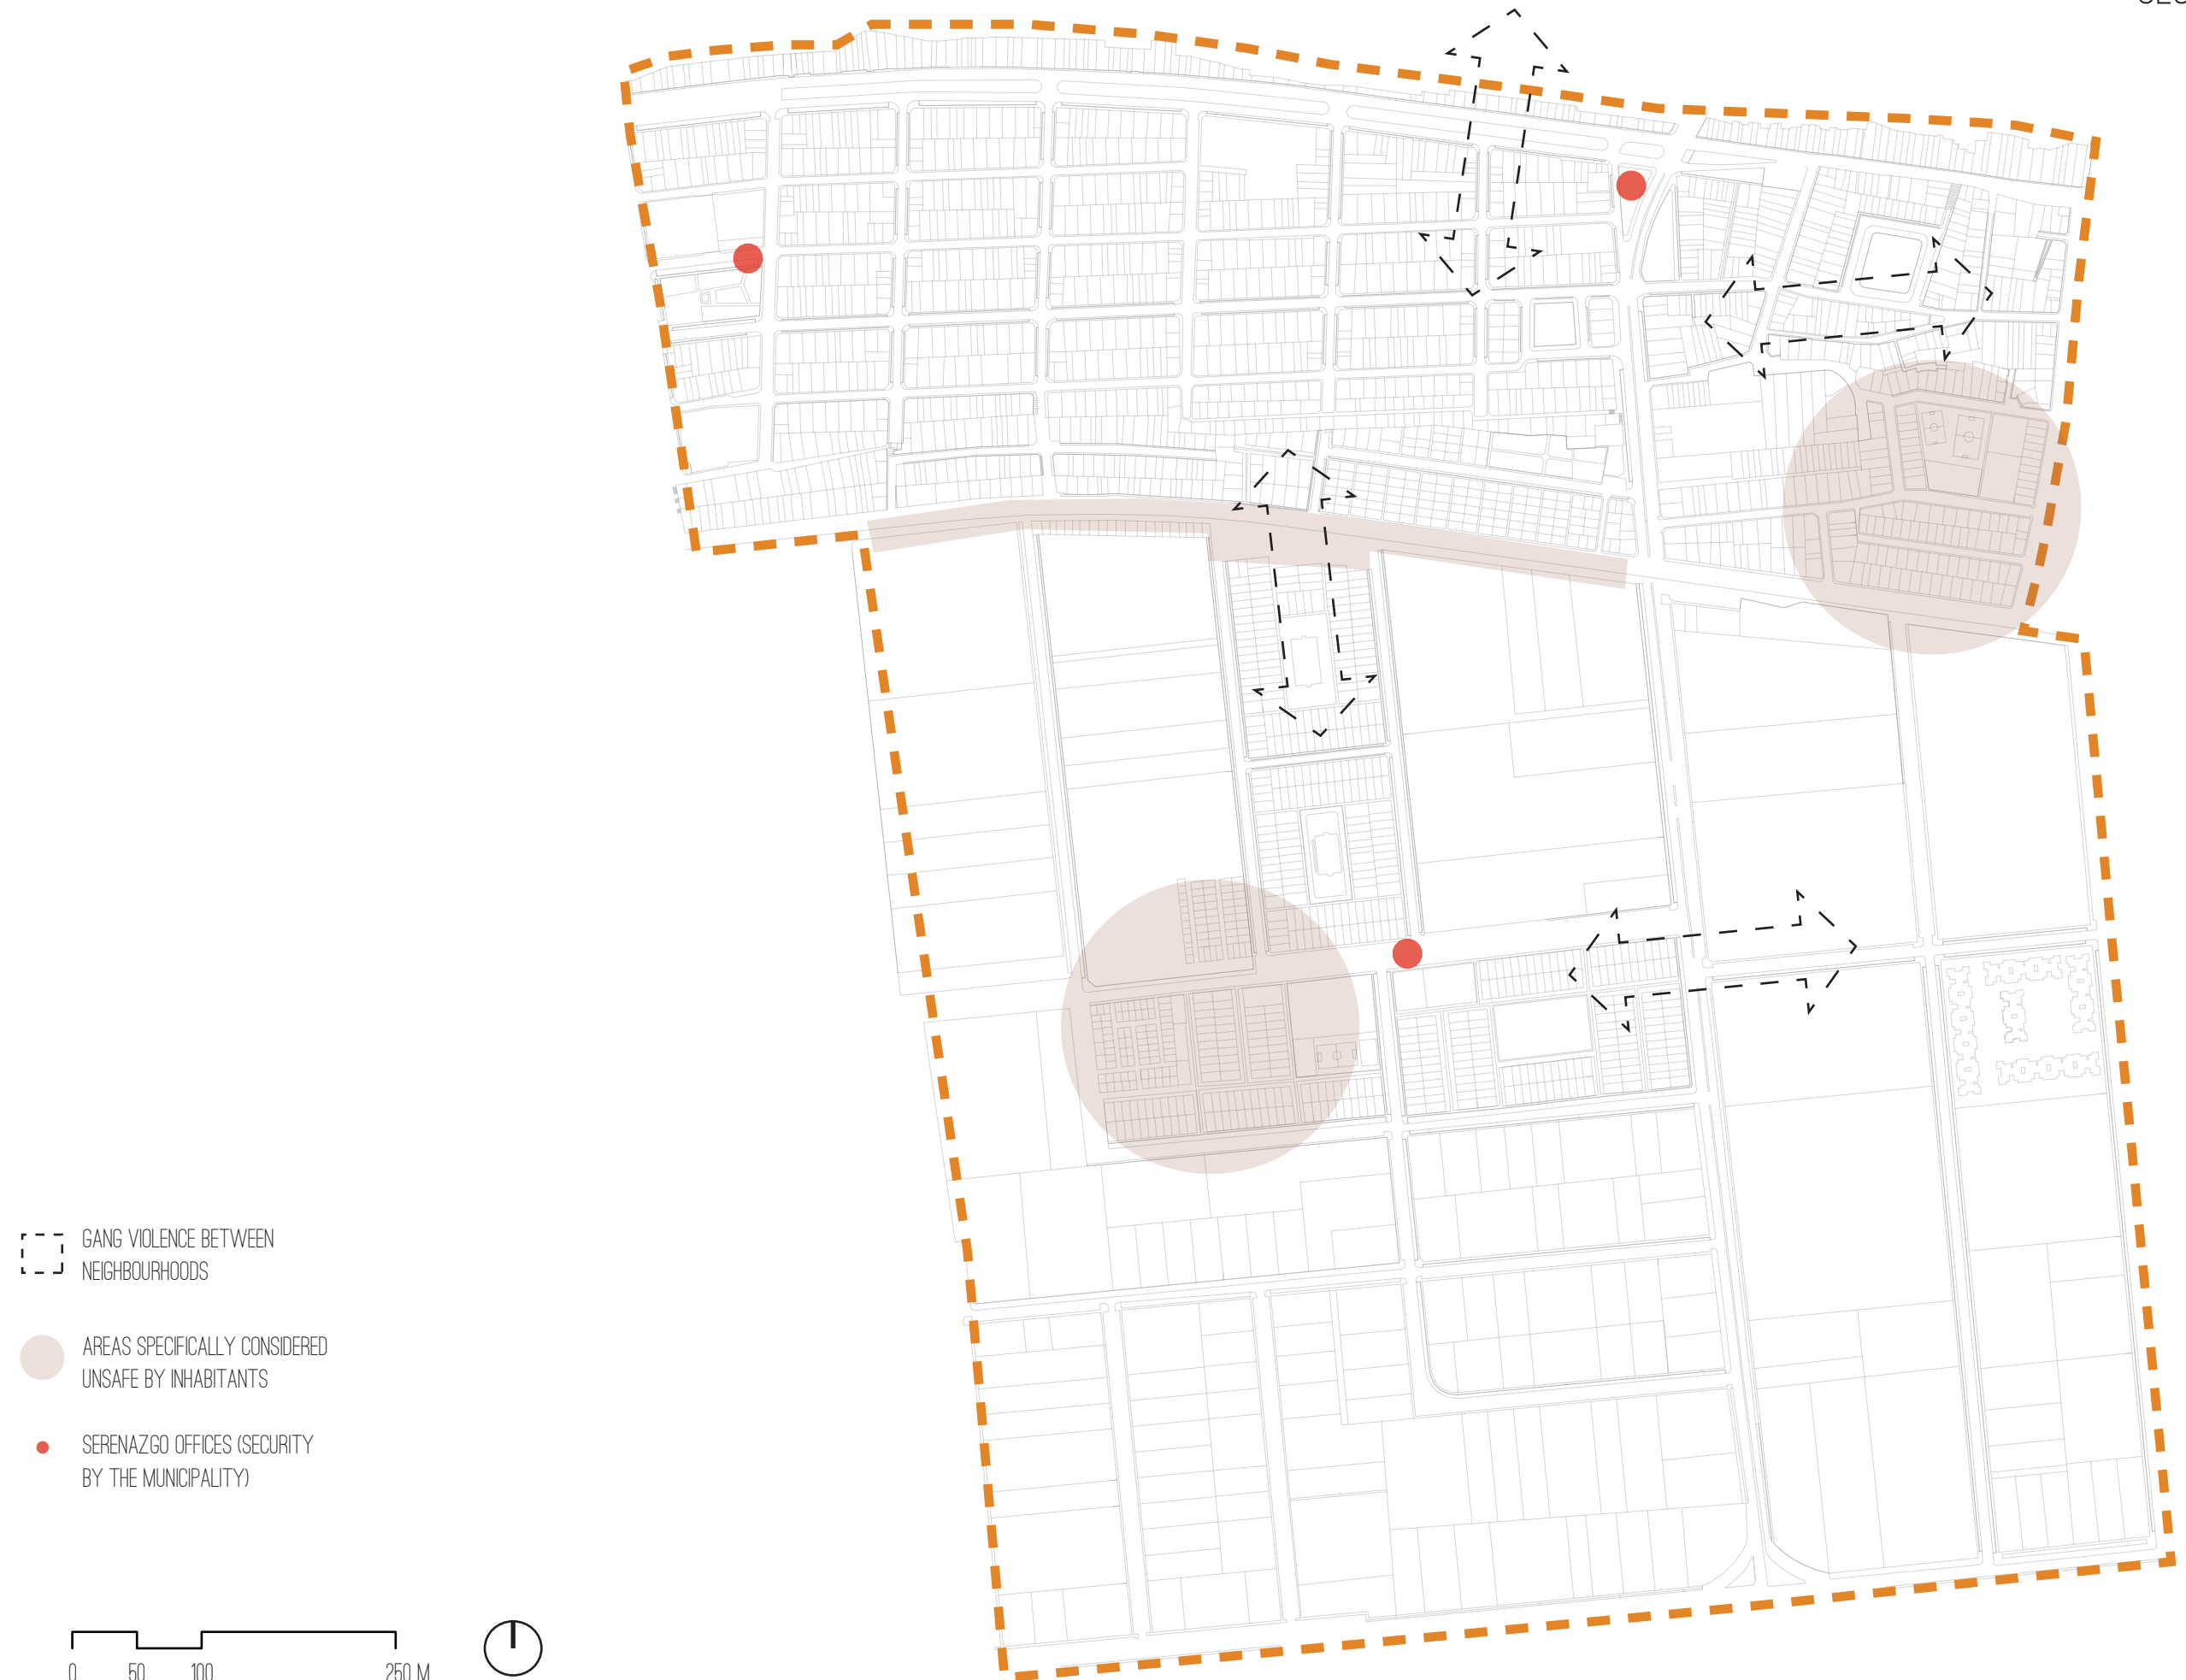 GANG VIOLENCE BETWEEN
NEIGHBOURHOODS
AREAS SPECIFICALLY CONSIDERED
UNSAFE BY INHABITANTS
SERENAZGO OFFICES (SECURITY
BY THE MUNICIPALITY)
0 50 100 250 M